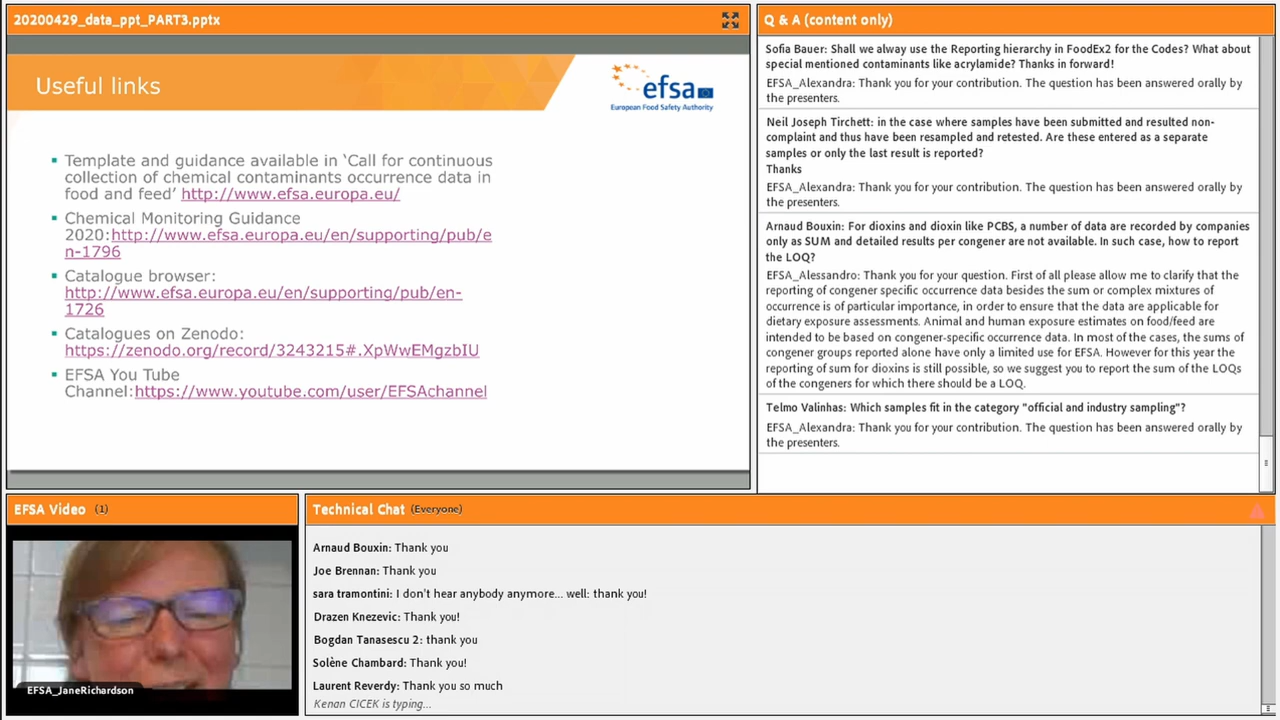 20200429_data_ppt_PART3.pptx
Useful links
efsa
European Food Safety Authority
Template and guidance available in ‘Call for continuous
collection of chemical contaminants occurrence data in
food and feed’ http://www.efsa.europa.eu/
Chemical Monitoring Guidance
2020:http://www.efsa.europa.eu/en/supporting/pub/e
n-1796
Catalogue browser:
http://www.efsa.europa.eu/en/supporting/pub/en-
1726
Catalogues on Zenodo:
https://zenodo.org/record/3243215#.XpWwEMgzbIU
EFSA You Tube
Channel:https://www.youtube.com/user/EFSAchannel
Q & A (content only)
Sofia Bauer: Shall we alway use the Reporting hierarchy in FoodEx2 for the Codes? What about
special mentioned contaminants like acrylamide? Thanks in forward!
EFSA_Alexandra: Thank you for your contribution. The question has been answered orally by
the presenters.
Neil Joseph Tirchett: in the case where samples have been submitted and resulted non-
complaint and thus have been resampled and retested. Are these entered as a separate
samples or only the last result is reported?
Thanks
EFSA_Alexandra: Thank you for your contribution. The question has been answered orally by
the presenters.
Arnaud Bouxin: For dioxins and dioxin like PCBS, a number of data are recorded by companies
only as SUM and detailed results per congener are not available. In such case, how to report
the LOQ?
EFSA_Alessandro: Thank you for your question. First of all please allow me to clarify that the
reporting of congener specific occurrence data besides the sum or complex mixtures of
occurrence is of particular importance, in order to ensure that the data are applicable for
dietary exposure assessments. Animal and human exposure estimates on food/feed are
intended to be based on congener-specific occurrence data. In most of the cases, the sums of
congener groups reported alone have only a limited use for EFSA. However for this year the
reporting of sum for dioxins is still possible, so we suggest you to report the sum of the LOQs
of the congeners for which there should be a LOQ.
Telmo Valinhas: Which samples fit in the category "official and industry sampling"?
EFSA_Alexandra: Thank you for your contribution. The question has been answered orally by
the presenters.
EFSA Video (1)
EFSA_JaneRichardson
Technical Chat (Everyone)
Arnaud Bouxin: Thank you
Joe Brennan: Thank you
sara tramontini: I don't hear anybody anymore... well: thank you!
Drazen Knezevic: Thank you!
Bogdan Tanasescu 2: thank you
Solène Chambard: Thank you!
Laurent Reverdy: Thank you so much
Kenan CICEK is typing...